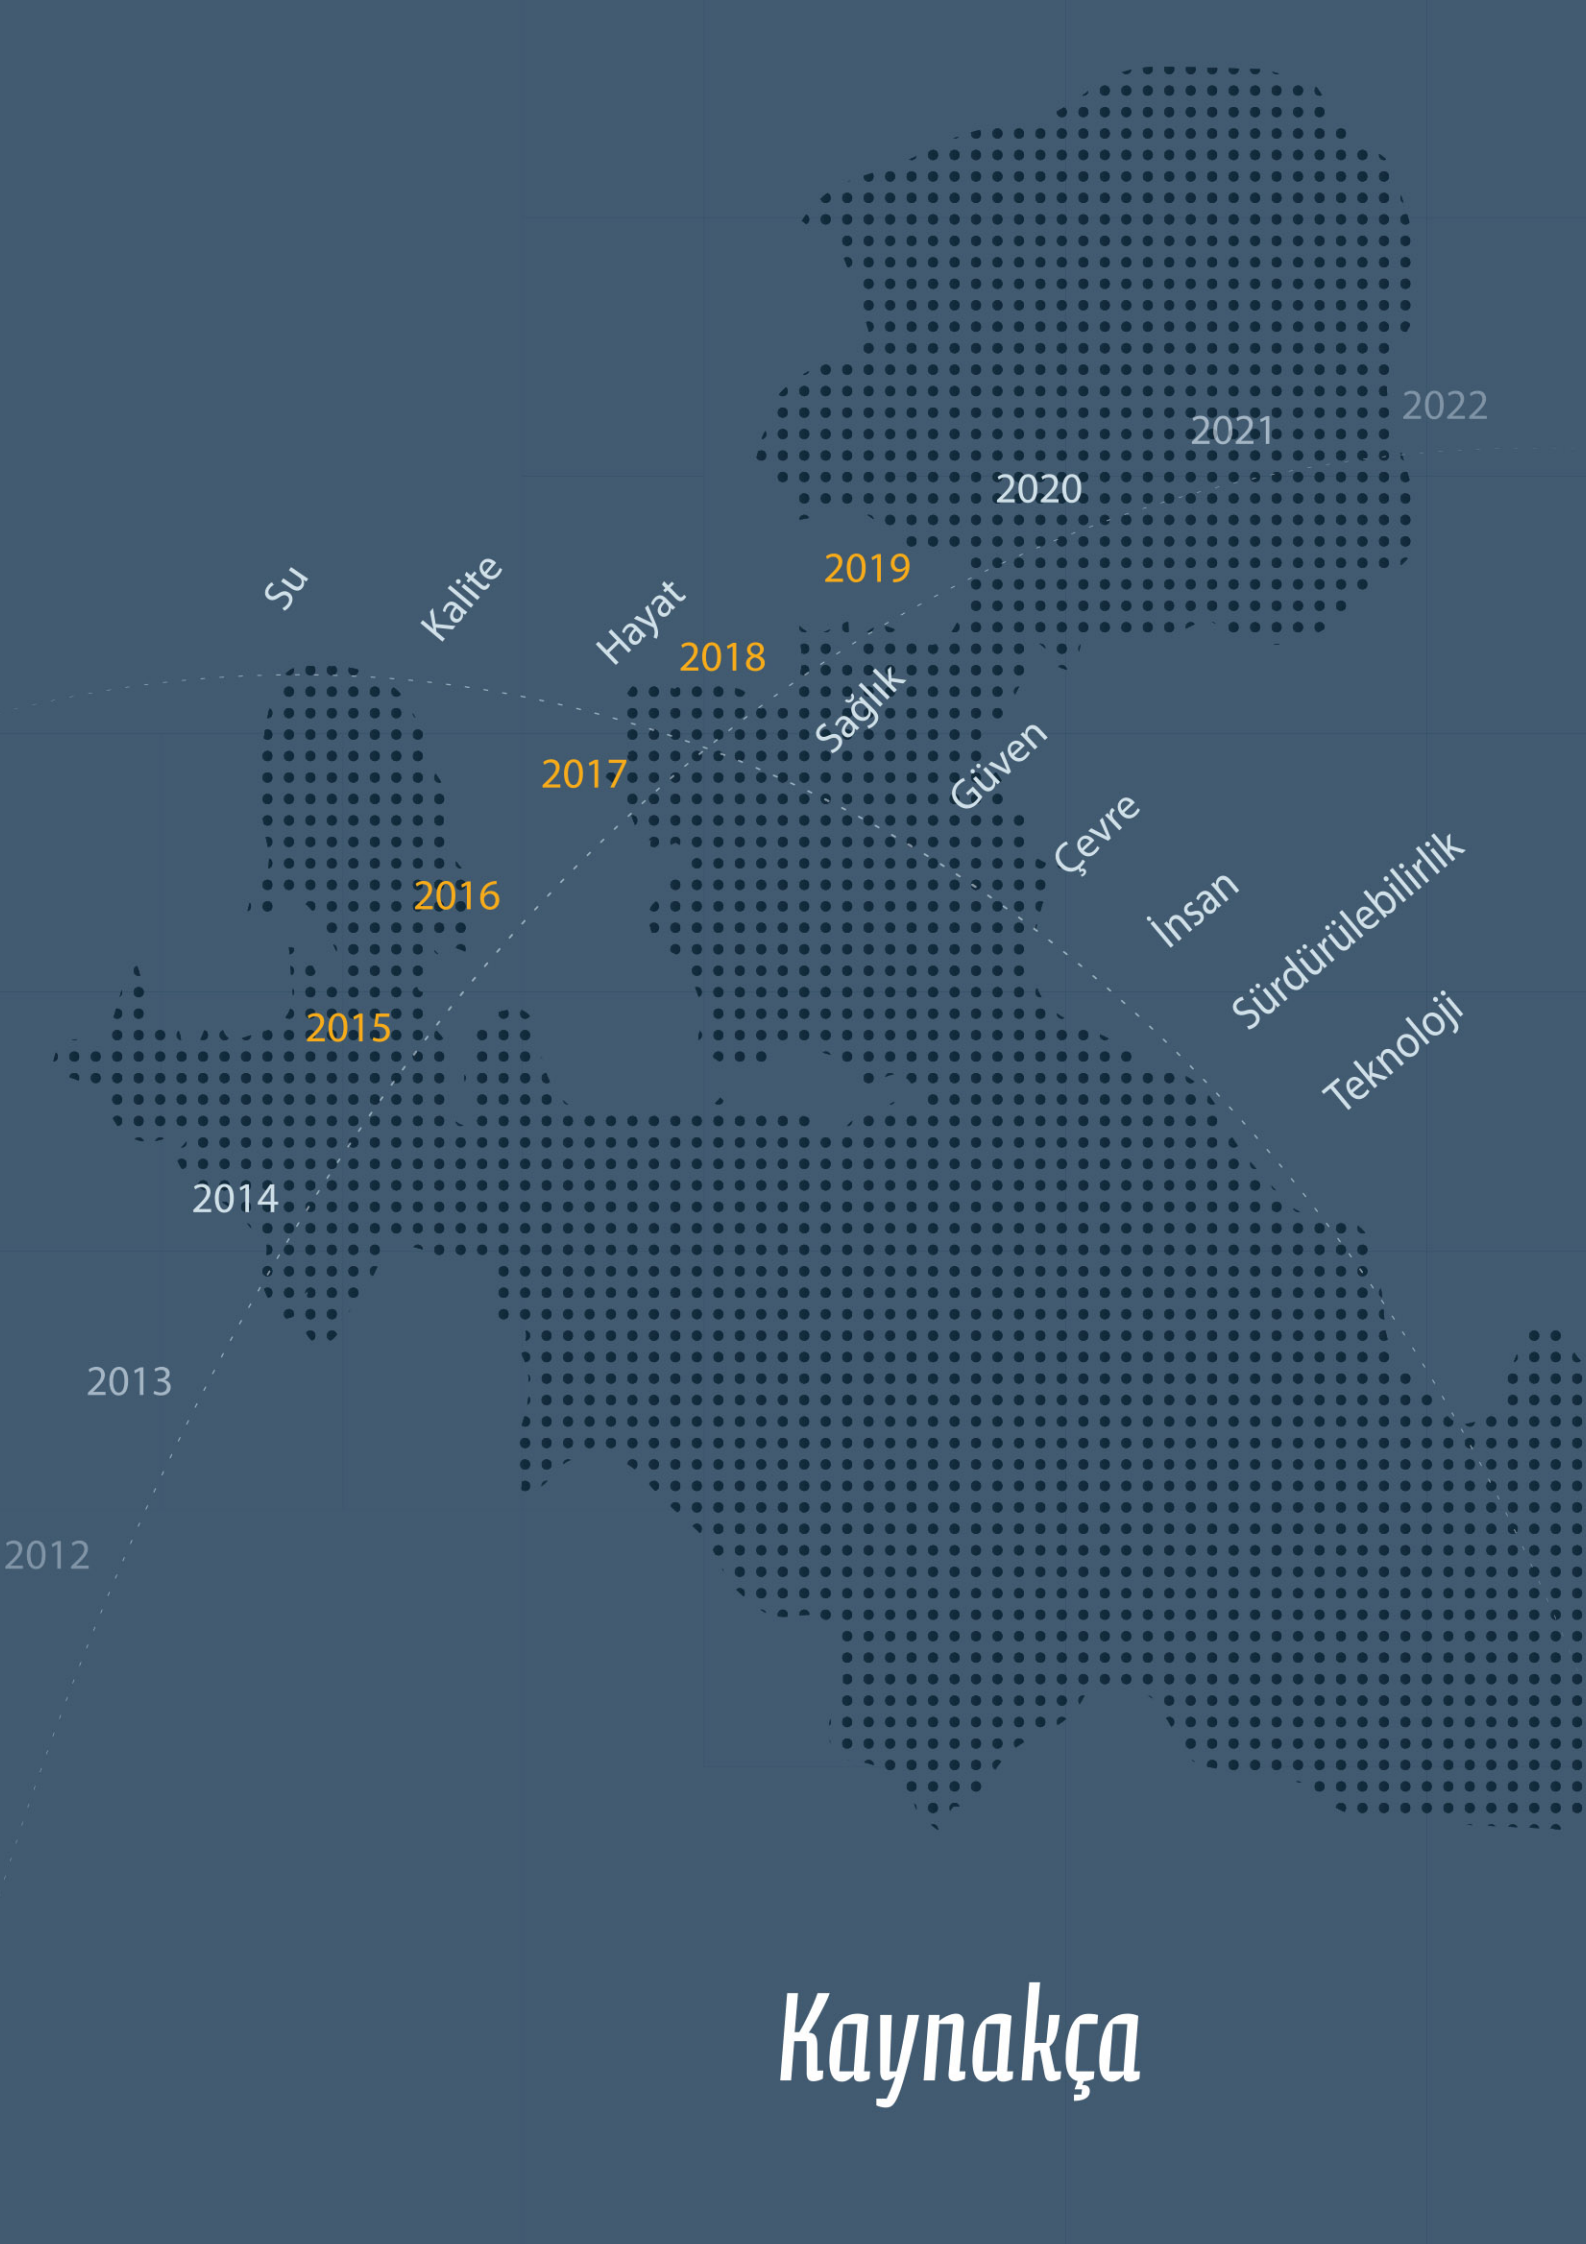 2022
2021
2020
2019
Su
Kalite
Hayat
2018
Sağlık
Güven
2017
Çevre
İnsan
2016
Sürdürülebilirlik
2015
Teknoloji
2014
2013
2012
Kaynakça